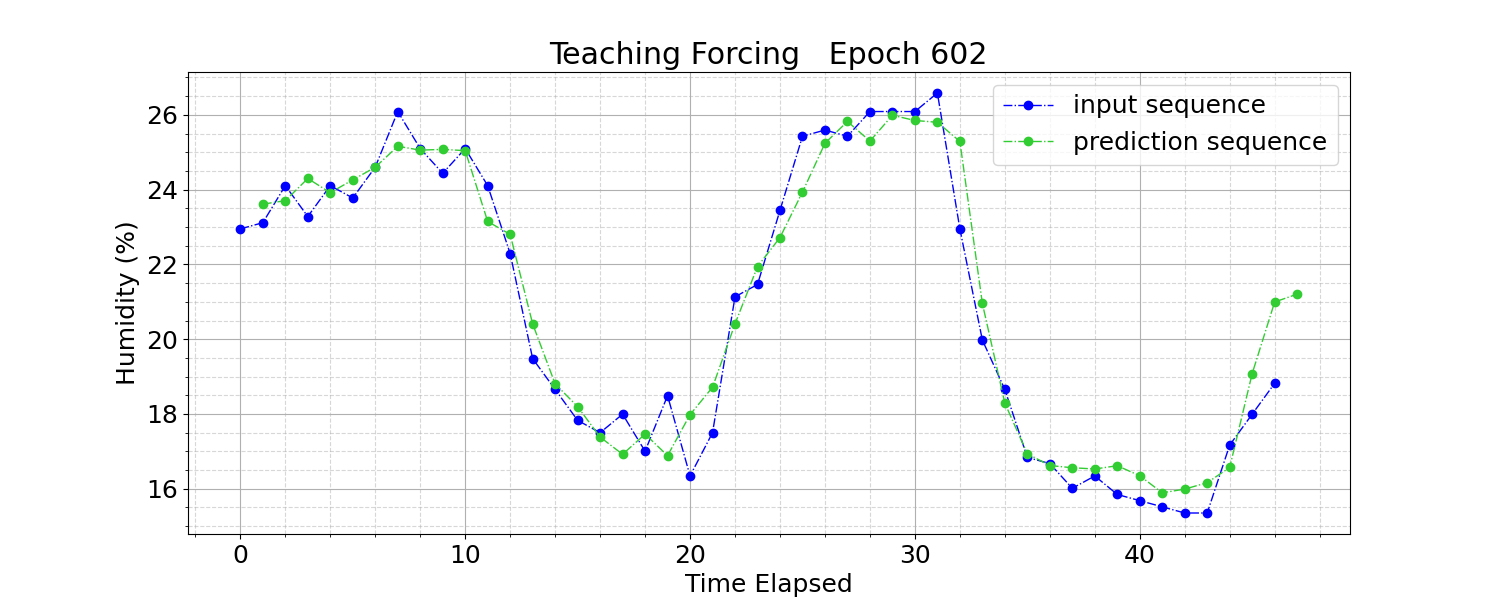 Teaching Forcing   Epoch 602
input sequence
prediction sequence
Humidity (%)
26
24
22
20
18
16
0 10 20 30 40
Time Elapsed